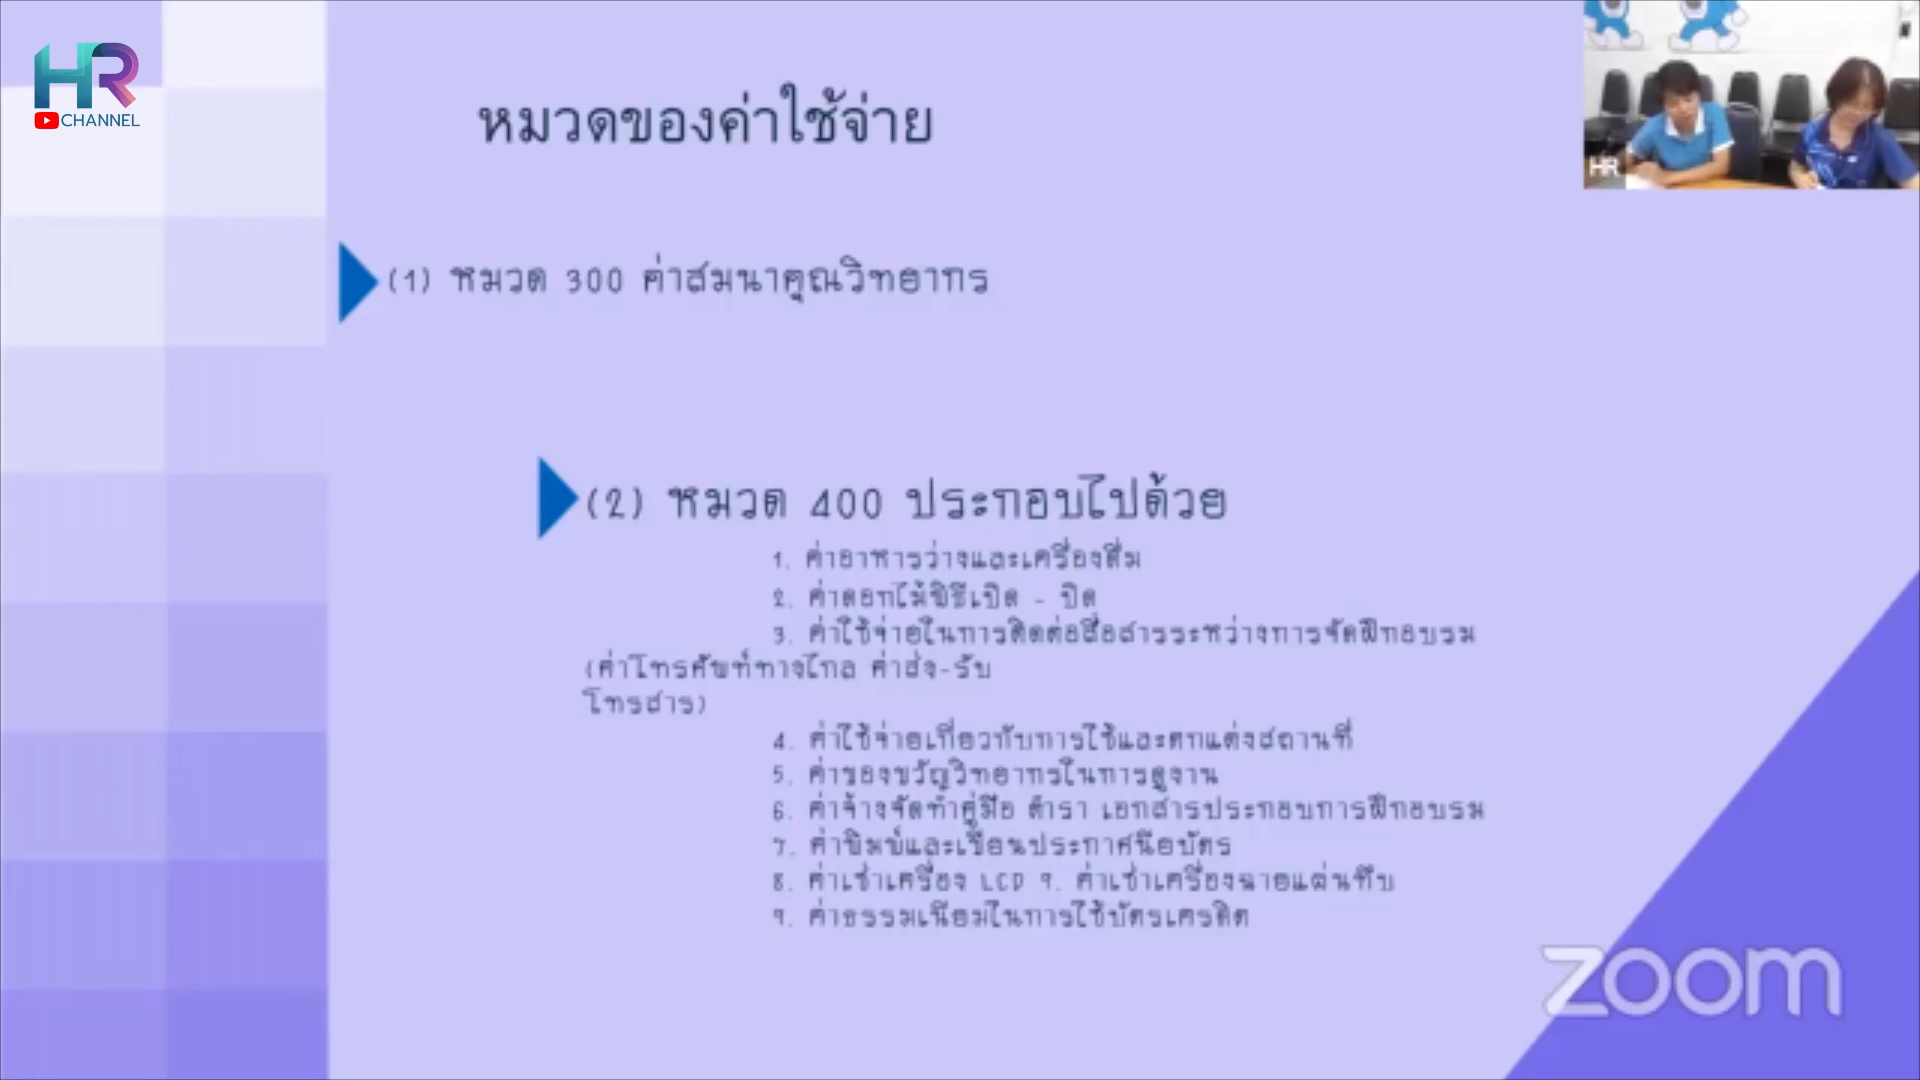 HR
CHANNEL
หมวดของค่าใช้จ่าย
(1) หมวด 300 ค่าสมนาคุณวิทยากร
(2) หมวด 400 ประกอบไปด้วย
1. ค่าอาหารว่างและเครื่องดื่ม
2. ค่าดอกไม้พิธีเปิด - ปิด
3. ค่าใช้จ่ายในการติดต่อสื่อสารระหว่างการจัดฝึกอบรม
(ค่าโทรศัพท์ทางไกล ค่าส่ง-รับ
โทรสาร)
4. ค่าใช้จ่ายเกี่ยวกับการใช้และตกแต่งสถานที่
5. ค่าของขวัญวิทยากรในการดูงาน
6. ค่าจ้างจัดทำคู่มือ ตำรา เอกสารประกอบการฝึกอบรม
7. ค่าพิมพ์และเขียนประกาศนียบัตร
8. ค่าเช่าเครื่อง LCD ๆ. ค่าเช่าเครื่องฉายแผ่นทึบ
9. ค่าธรรมเนียมในการใช้บัตรเครดิต
HR
zoom